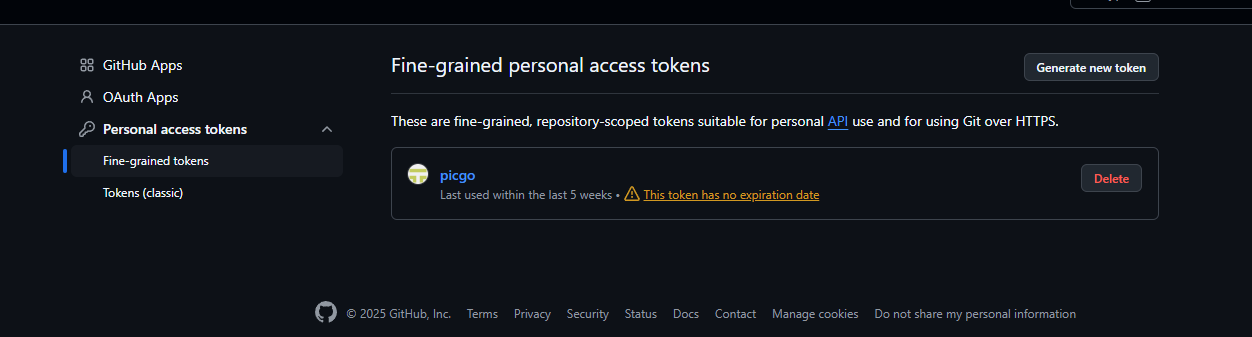 GitHub Apps
OAuth Apps
Personal access tokens
Fine-grained tokens
Tokens (classic)
Fine-grained personal access tokens
Generate new token
These are fine-grained, repository-scoped tokens suitable for personal API use and for using Git over HTTPS.
picgo
Delete
Last used within the last 5 weeks • This token has no expiration date
© 2025 GitHub, Inc. Terms Privacy Security Status Docs Contact Manage cookies Do not share my personal information